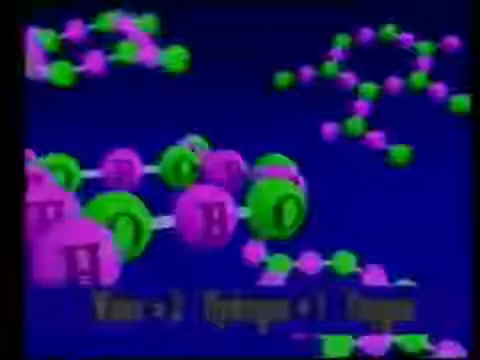 O H O H
H O H O
H
Water =2 Hydrogen +1 Oxygen